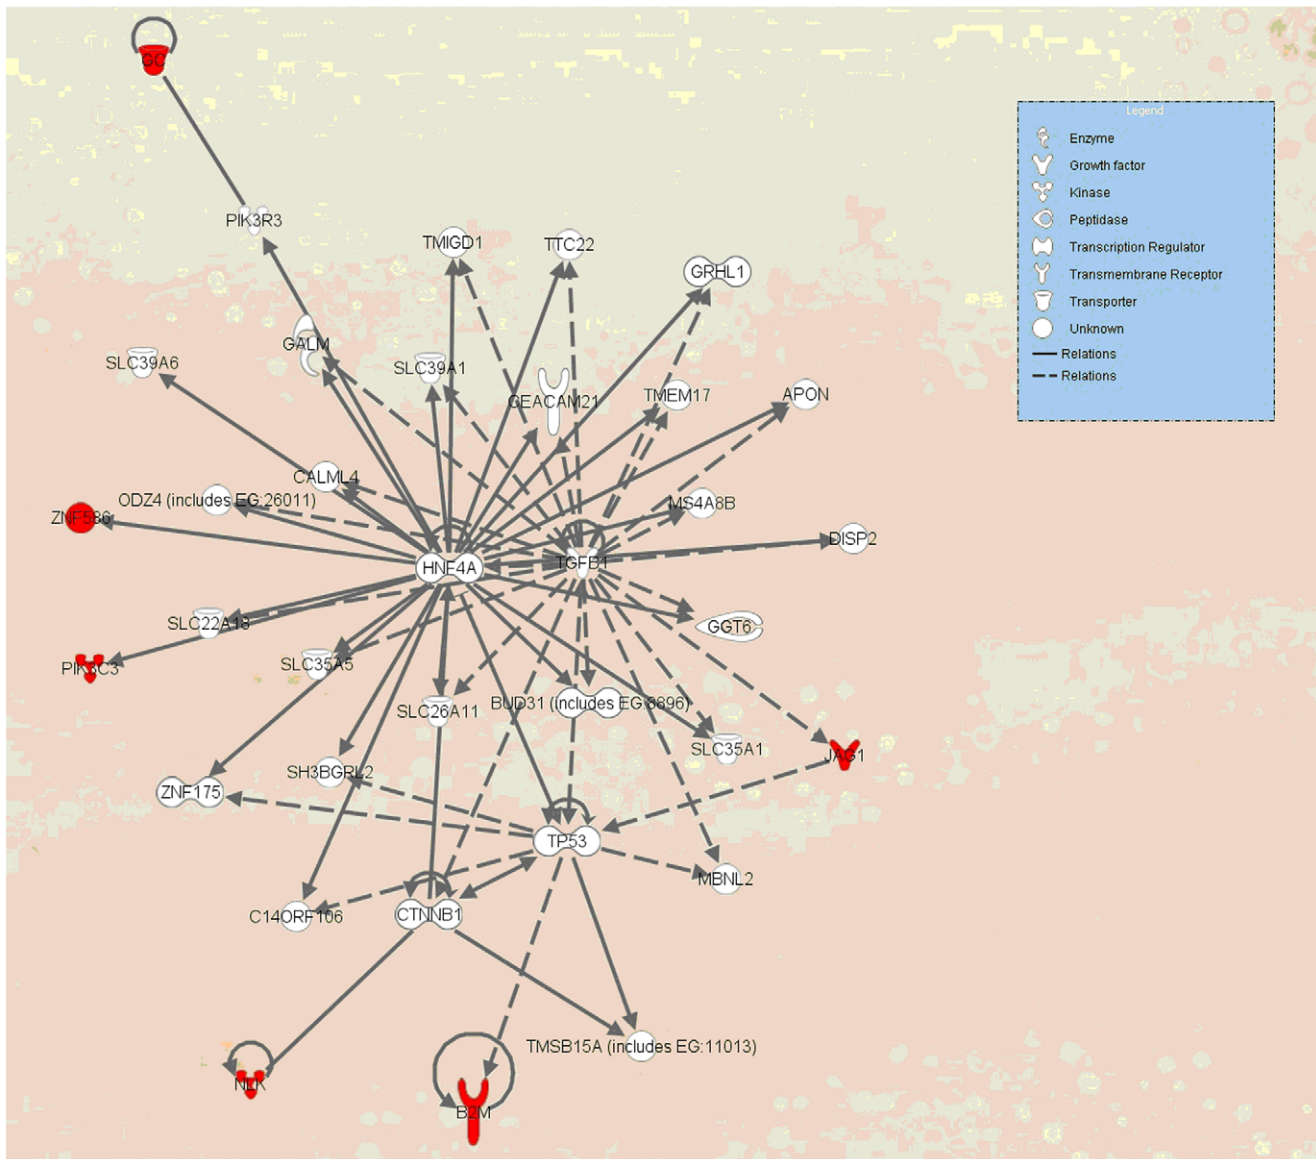 GC
Legend
Enzyme
Growth factor
Kinase
Peptidase
Transcription Regulator
Transmembrane Receptor
Transporter
Unknown
Relations
Relations
PIK3R3
TMIGD1
TTC22
GRHL1
GALM
SLC39A6
SLC39A1
CEACAM21
TMEM17
APON
CALML4
ODZ4 (includes EG:26011)
MS4A8B
ZNF586
DISP2
HNF4A
TGFB1
SLC22A18
GGT6
SLC35A5
PIK3C3
BUD31 (includes EG:8896)
SLC26A11
SLC35A1
JAG1
SH3BGRL2
ZNF175
TP53
MBNL2
C14ORF106
CTNNB1
TMSB15A (includes EG:11013)
NLK
B2M